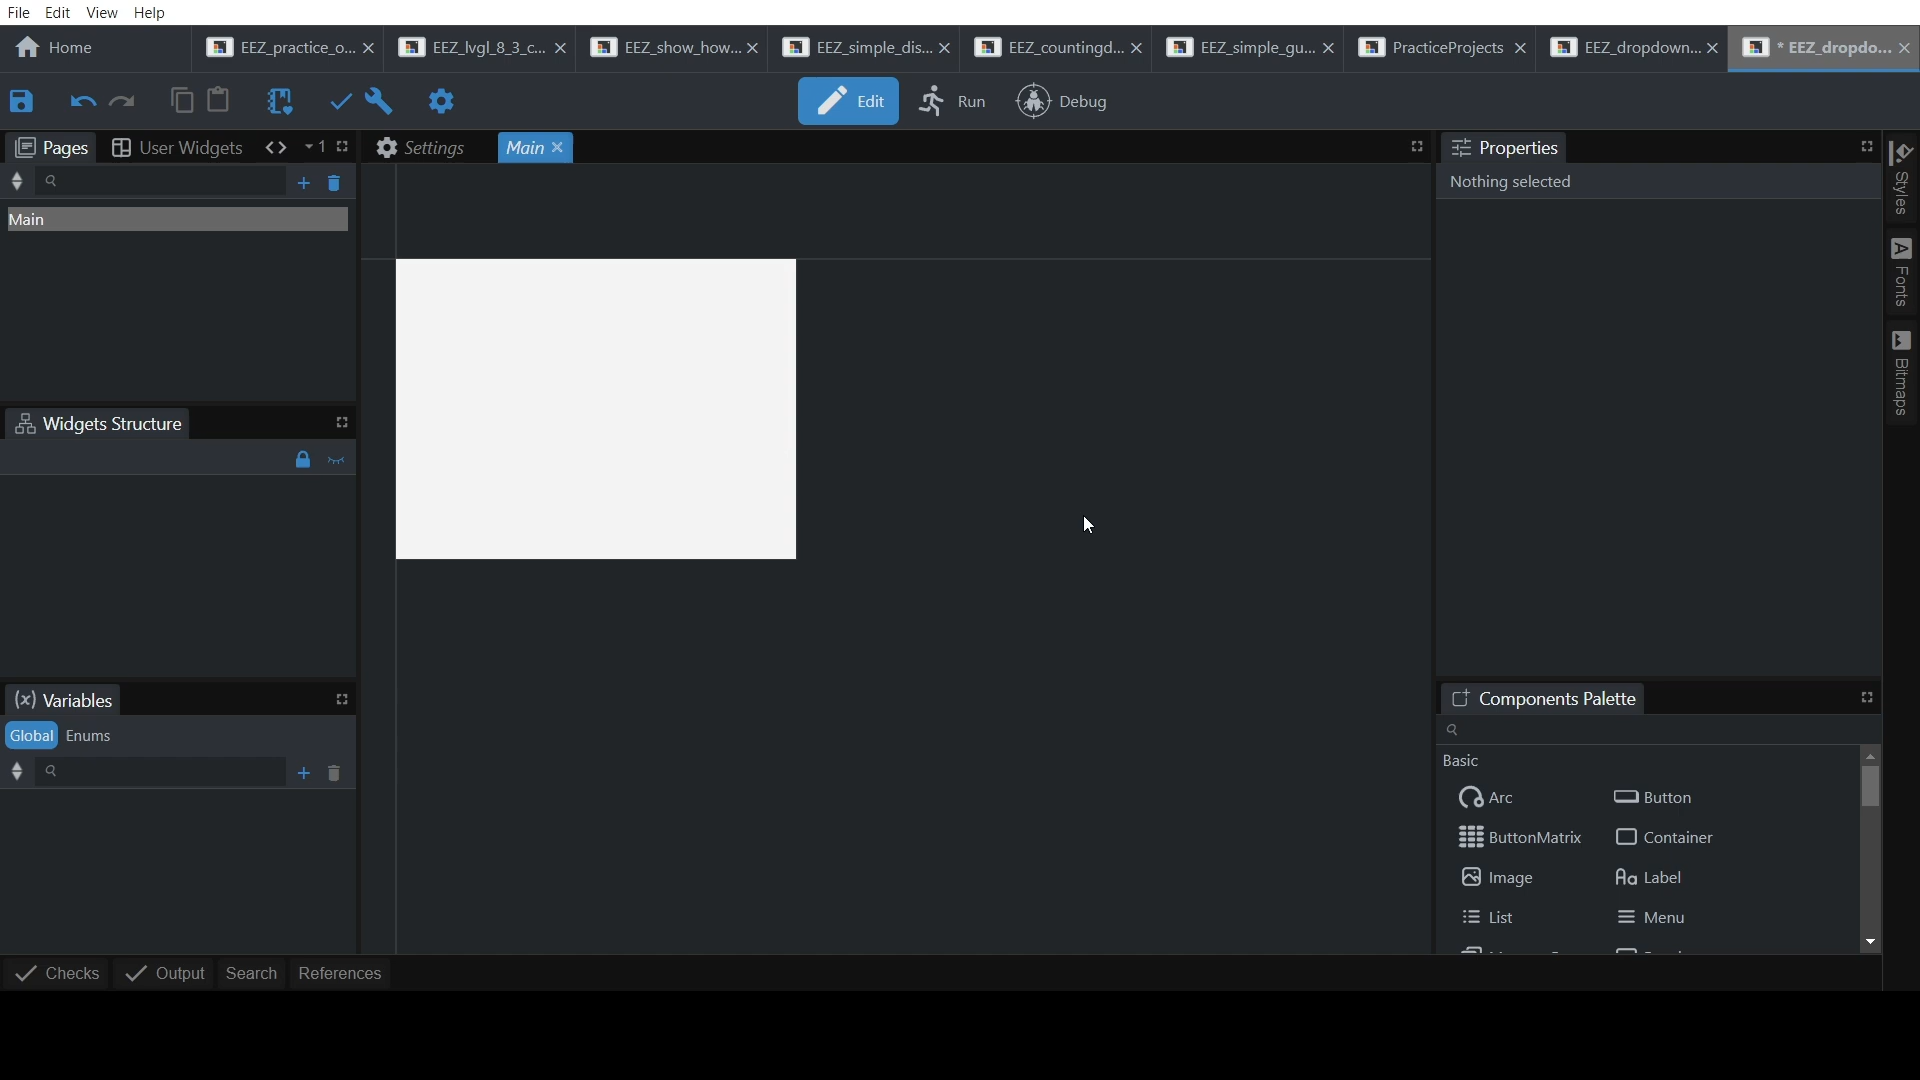 File Edit View Help
Home EEZ_practice_o... EEZ_lvgl_8_3_c... EEZ_show_how... EEZ_simple_dis... EEZ_countingd... EEZ_simple_gu... PracticeProjects EEZ_dropdown... * EEZ_dropdo...
Edit Run Debug
Pages User Widgets 1 Settings Main Properties
Nothing selected
Main
Styles
Fonts
Bitmaps
Widgets Structure
Variables
Global Enums
Components Palette
Basic
Arc Button
ButtonMatrix Container
Image Label
List Menu
Checks Output Search References